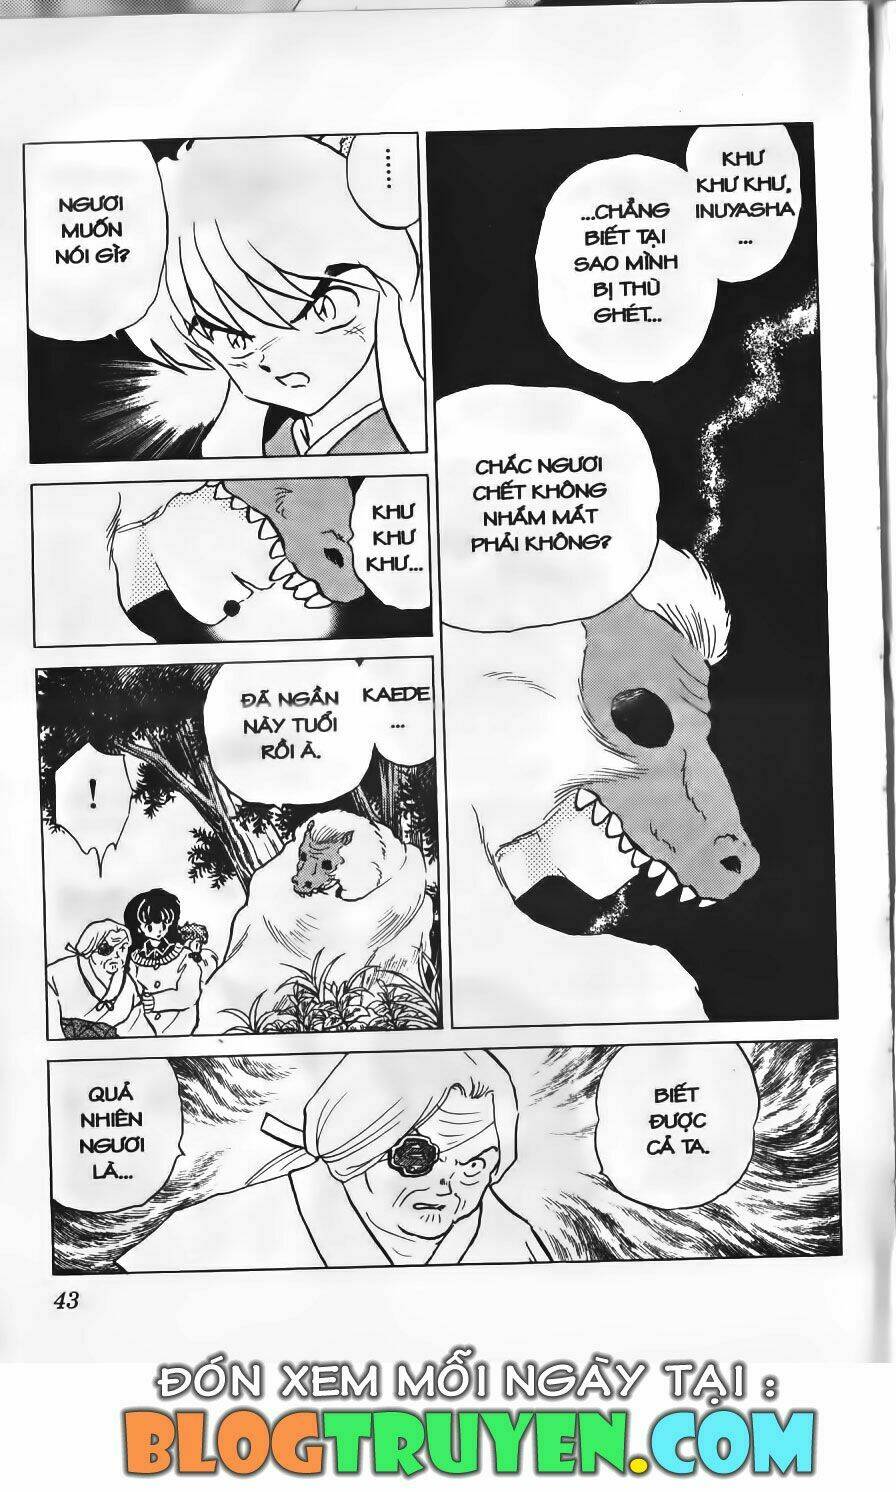 KHƯ
KHƯ KHƯ,
INUYASHA
...
...CHẲNG
BIẾT TẠI
SAO MÌNH
BỊ THÙ
GHÉT...
CHẮC NGƯƠI
CHẾT KHÔNG
NHẮM MẮT
PHẢI KHÔNG?
......
NGƯƠI
MUỐN
NÓI GÌ?
KHƯ
KHƯ
KHƯ...
KAEDE
...
ĐÃ NGẦN
NÀY TUỔI
RỒI À.
!
BIẾT
ĐƯỢC
CẢ TA.
QUẢ
NHIÊN
NGƯƠI
LÀ...
43
ĐÓN XEM MỖI NGÀY TẠI :
BLOGTRUYEN.COM